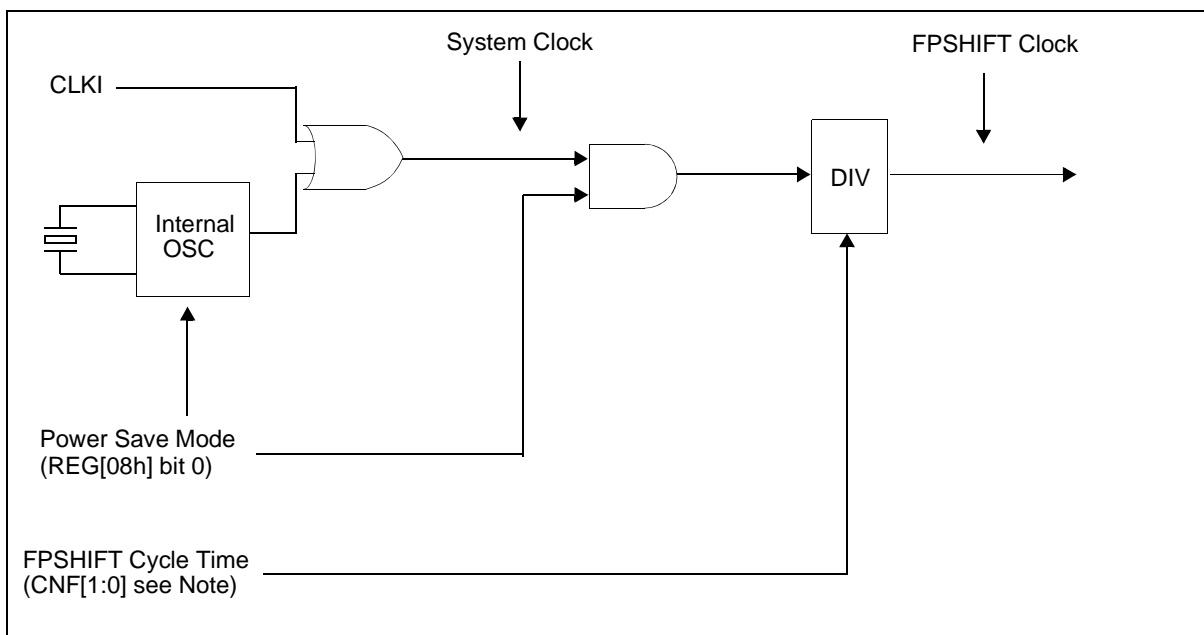 System Clock
FPSHIFT Clock
CLKI
DIV
Internal
OSC
Power Save Mode
(REG[08h] bit 0)
FPSHIFT Cycle Time
(CNF[1:0] see Note)